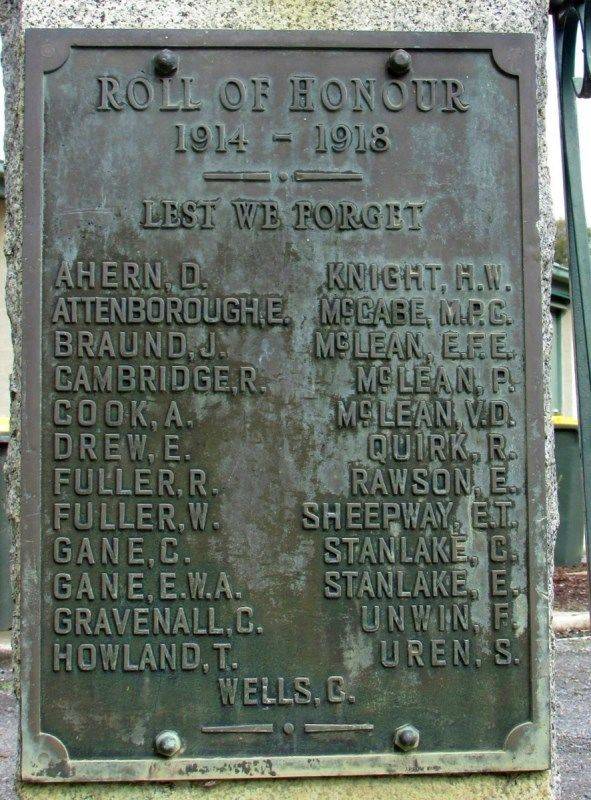 ROLL OF HONOUR
1914 - 1918
LEST WE FORGET
AHERN, D.
ATTENBOROUGH, E.
BRAUND, J.
CAMBRIDGE, R.
COOK, A.
DREW, E.
FULLER, R.
FULLER, W.
GANE, C.
GANE, E.W.A.
GRAVENALL, C.
HOWLAND, T.
KNIGHT, H.W.
McCABE, M.P.C.
McLEAN, E.F.E.
McLEAN, P.
McLEAN, V.D.
QUIRK, R.
RAWSON, E.
SHEEPWAY, E.T.
STANLAKE, C.
STANLAKE, E.
UNWIN, F.
UREN, S.
WELLS, G.